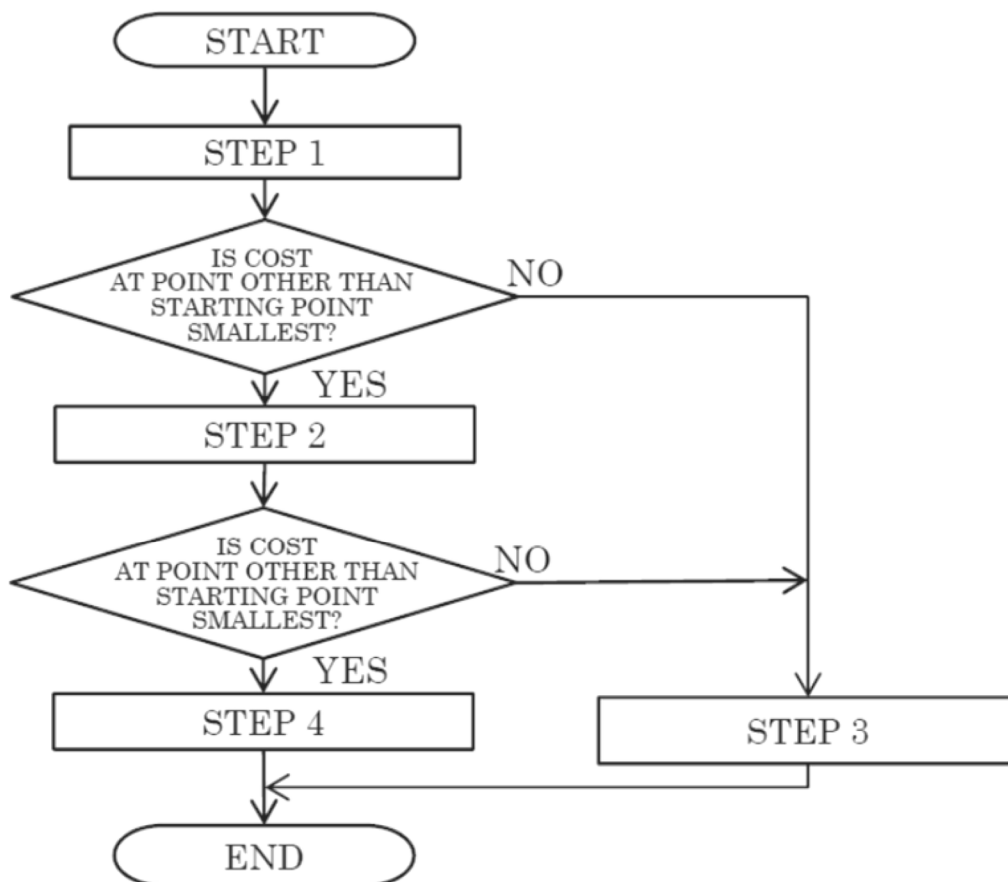 START
STEP 1
IS COST
AT POINT OTHER THAN
STARTING POINT
SMALLEST?
NO
YES
STEP 2
IS COST
AT POINT OTHER THAN
STARTING POINT
SMALLEST?
NO
YES
STEP 4
STEP 3
END